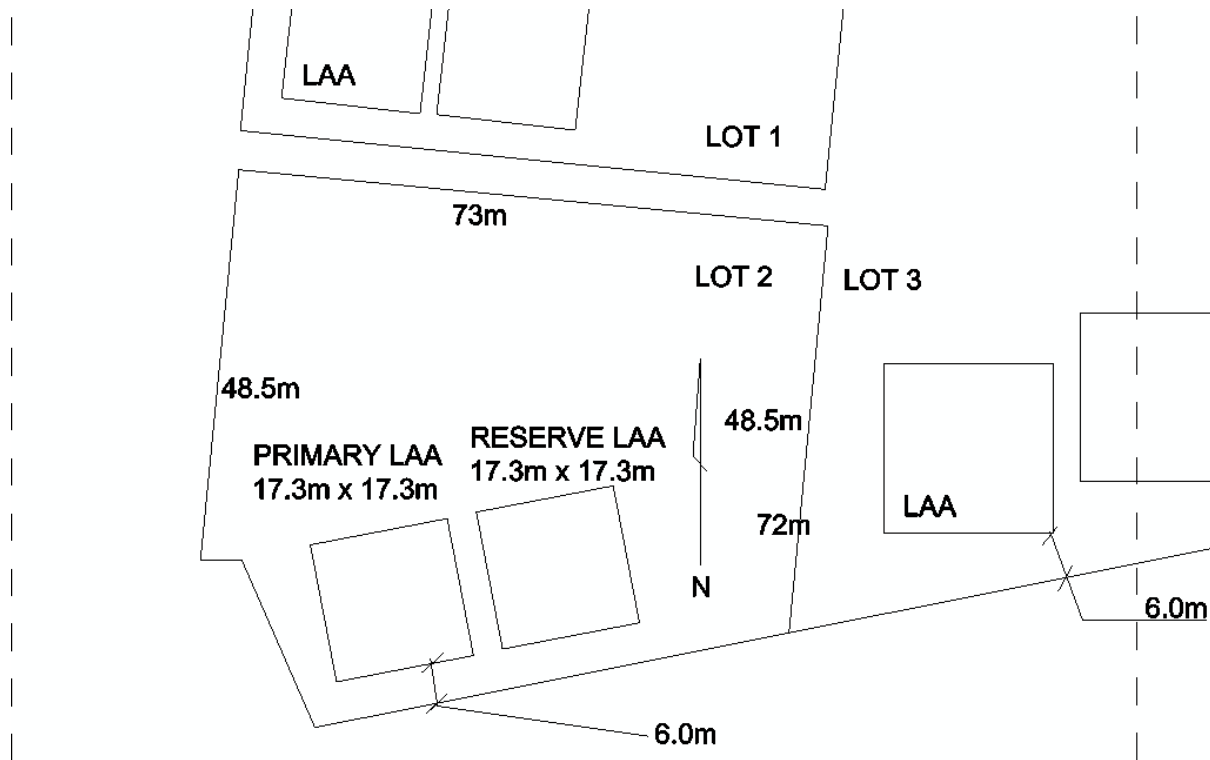 LAA
LOT 1
73m
LOT 2
LOT 3
48.5m
48.5m
PRIMARY LAA
17.3m x 17.3m
RESERVE LAA
17.3m x 17.3m
LAA
72m
N
6.0m
6.0m